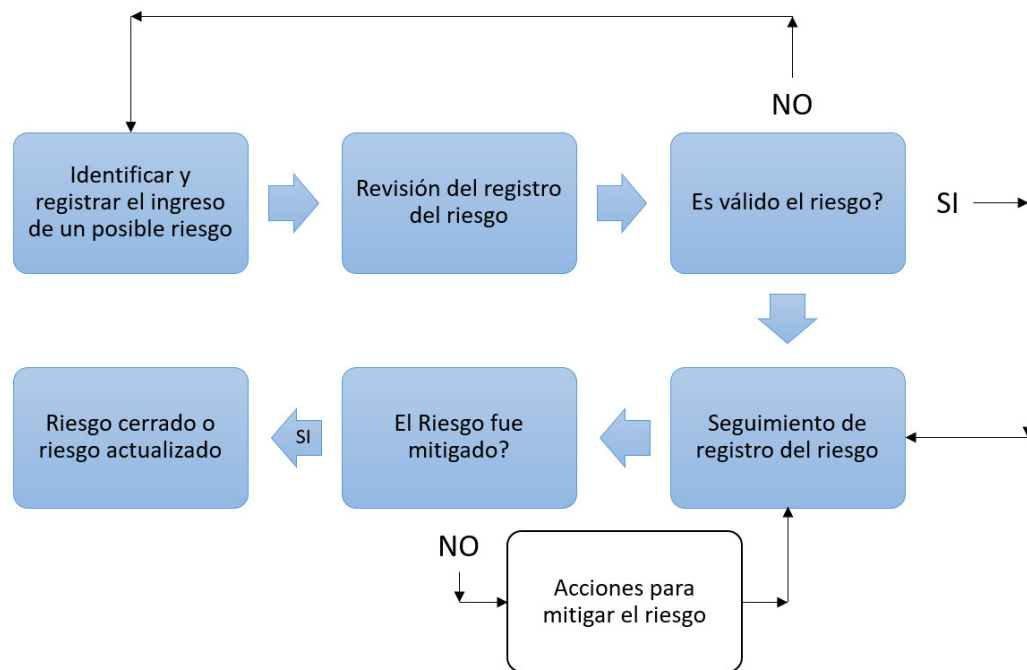 NO
Identificar y
registrar el ingreso
de un posible riesgo
Revisión del registro
del riesgo
Es válido el riesgo?
SI
Riesgo cerrado o
riesgo actualizado
SI
El Riesgo fue
mitigado?
Seguimiento de
registro del riesgo
NO
Acciones para
mitigar el riesgo